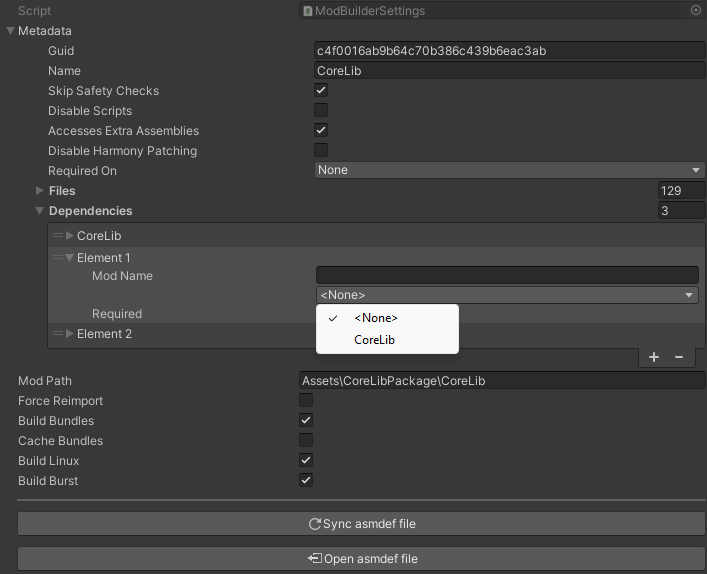 Script ModBuilderSettings
Metadata
Guid c4f0016ab9b64c70b386c439b6eac3ab
Name CoreLib
Skip Safety Checks
Disable Scripts
Accesses Extra Assemblies
Disable Harmony Patching
Required On None
Files 129
Dependencies 3
CoreLib
Element 1
Mod Name
<None>
Required
<None>
CoreLib
Element 2
+ −
Mod Path Assets\CoreLibPackage\CoreLib
Force Reimport
Build Bundles
Cache Bundles
Build Linux
Build Burst
Sync asmdef file
Open asmdef file